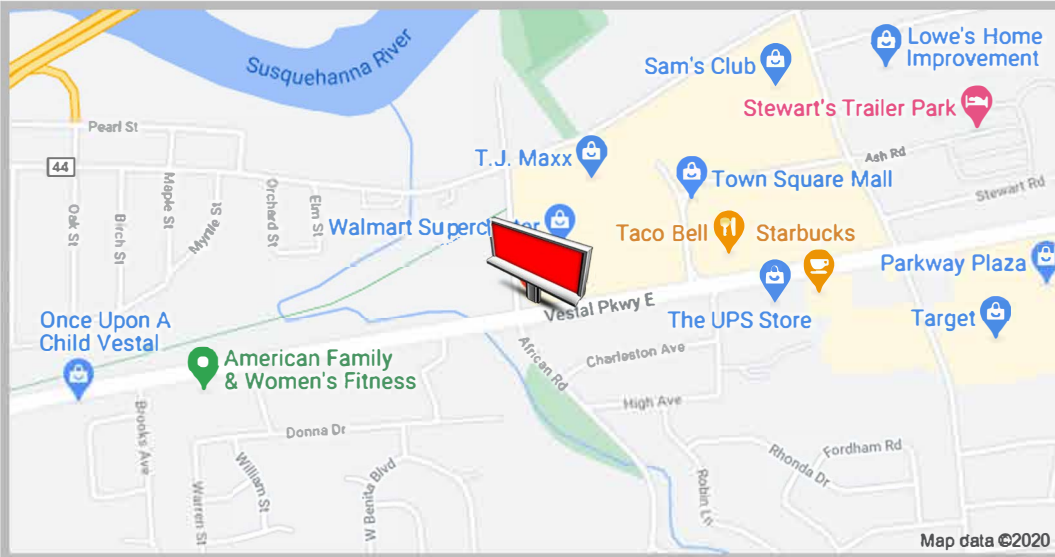 Susquehanna River
Lowe's Home
Improvement
Sam's Club
Stewart's Trailer Park
Pearl St
44
T.J. Maxx
Ash Rd
Town Square Mall
Stewart Rd
Oak St
Birch St
Maple St
Myrtle St
Orchard St
Elm St
Walmart Superc ter
Taco Bell
Starbucks
Parkway Plaza
Vestal Pkwy E
The UPS Store
Target
Once Upon A
Child Vestal
American Family
& Women's Fitness
African Rd
Charleston Ave
High Ave
Brooks Ave
Donna Dr
William St
Warren St
W Benita Blvd
Robin Ln
Rhonda Dr
Fordham Rd
Map data ©2020